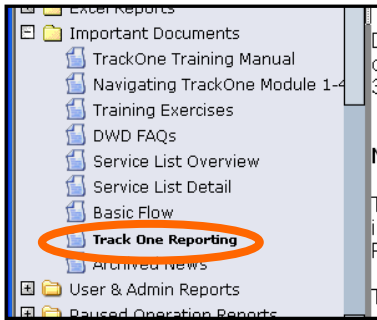 Excel Reports
Important Documents
TrackOne Training Manual
Navigating TrackOne Module 1-4
Training Exercises
DWD FAQs
Service List Overview
Service List Detail
Basic Flow
Track One Reporting
Archived News
User & Admin Reports
Paused Operation Reports